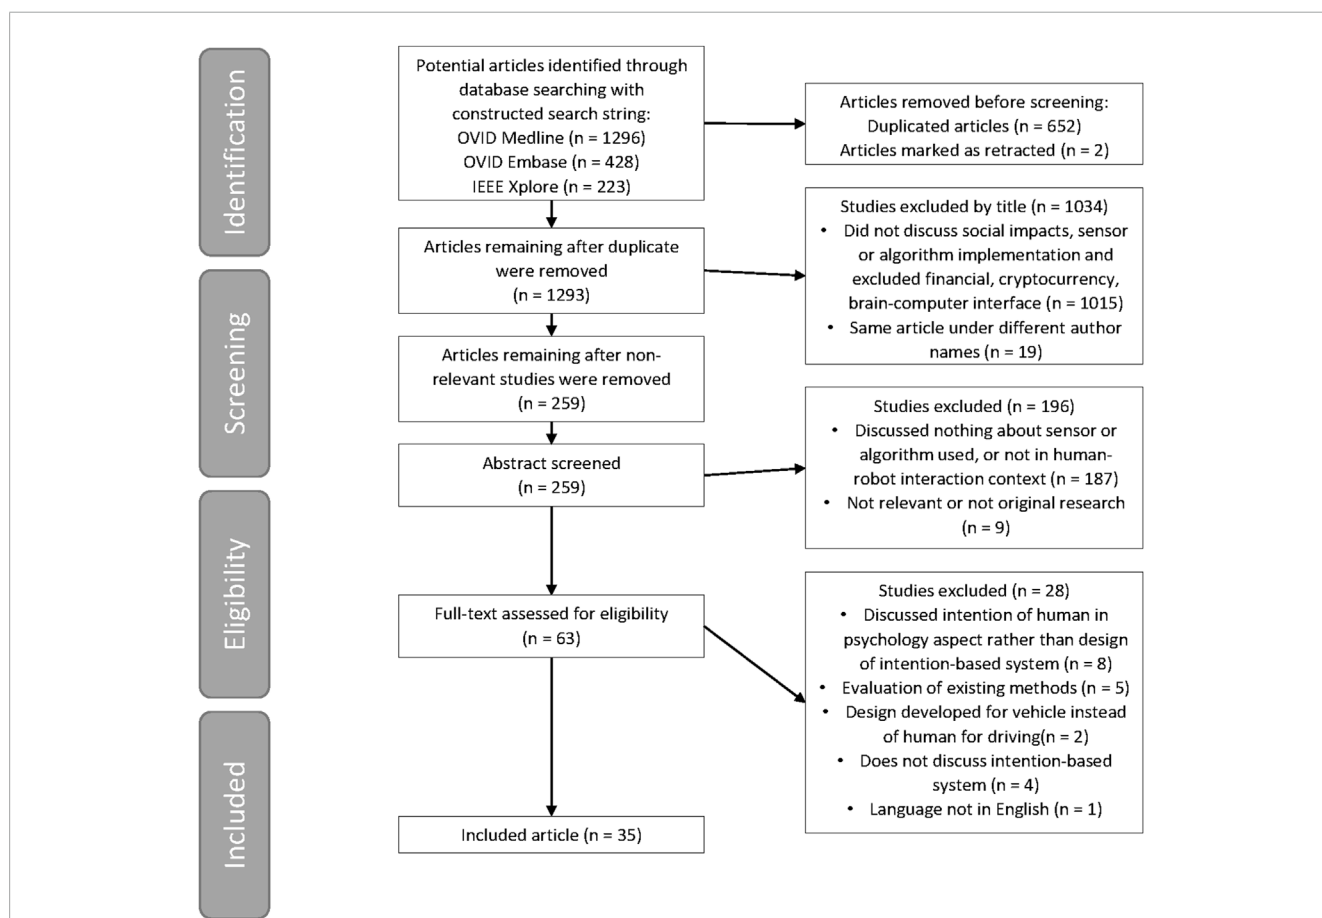 Identification
Potential articles identified through
database searching with
constructed search string:
OVID Medline (n = 1296)
OVID Embase (n = 428)
IEEE Xplore (n = 223)
Articles removed before screening:
Duplicated articles (n = 652)
Articles marked as retracted (n = 2)
Articles remaining after duplicate
were removed
(n = 1293)
Studies excluded by title (n = 1034)
• Did not discuss social impacts, sensor
or algorithm implementation and
excluded financial, cryptocurrency,
brain-computer interface (n = 1015)
• Same article under different author
names (n = 19)
Screening
Articles remaining after non-
relevant studies were removed
(n = 259)
Abstract screened
(n = 259)
Studies excluded (n = 196)
• Discussed nothing about sensor or
algorithm used, or not in human-
robot interaction context (n = 187)
• Not relevant or not original research
(n = 9)
Eligibility
Full-text assessed for eligibility
(n = 63)
Studies excluded (n = 28)
• Discussed intention of human in
psychology aspect rather than design
of intention-based system (n = 8)
• Evaluation of existing methods (n = 5)
• Design developed for vehicle instead
of human for driving(n = 2)
• Does not discuss intention-based
system (n = 4)
• Language not in English (n = 1)
Included
Included article (n = 35)